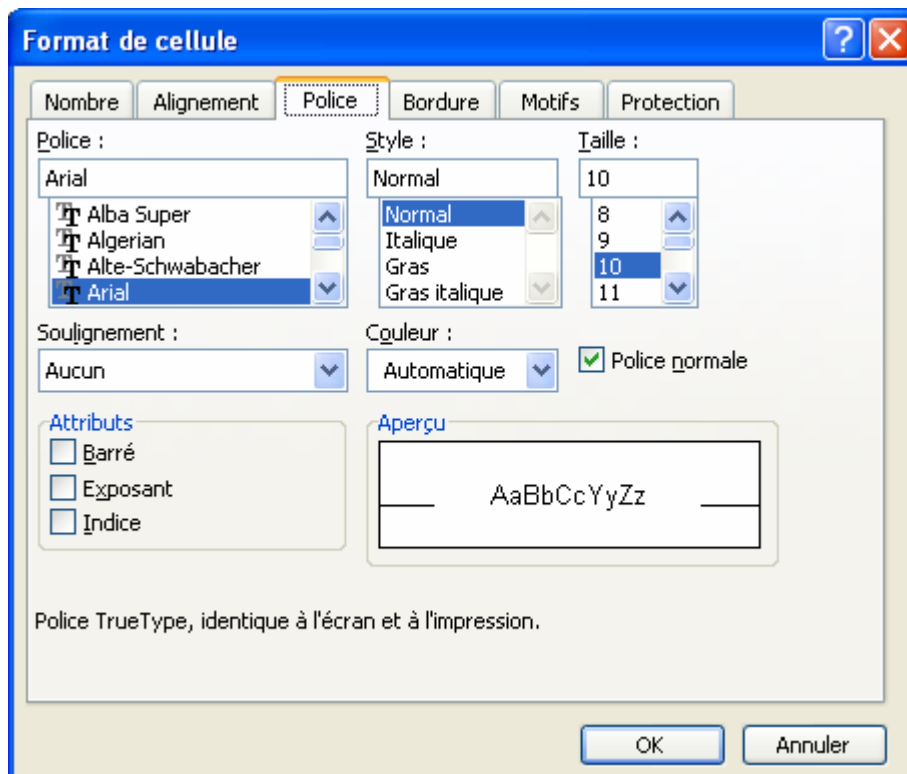 Format de cellule
Nombre Alignement Police Bordure Motifs Protection
Police : Style : Taille :
Arial Normal 10
Alba Super Normal 8
Algerian Italique 9
Alte-Schwabacher Gras 10
Arial Gras italique 11
Soulignement : Couleur :
Aucun Automatique Police normale
Attributs Aperçu
Barré
Exposant AaBbCcYyZz
Indice
Police TrueType, identique à l'écran et à l'impression.
OK Annuler